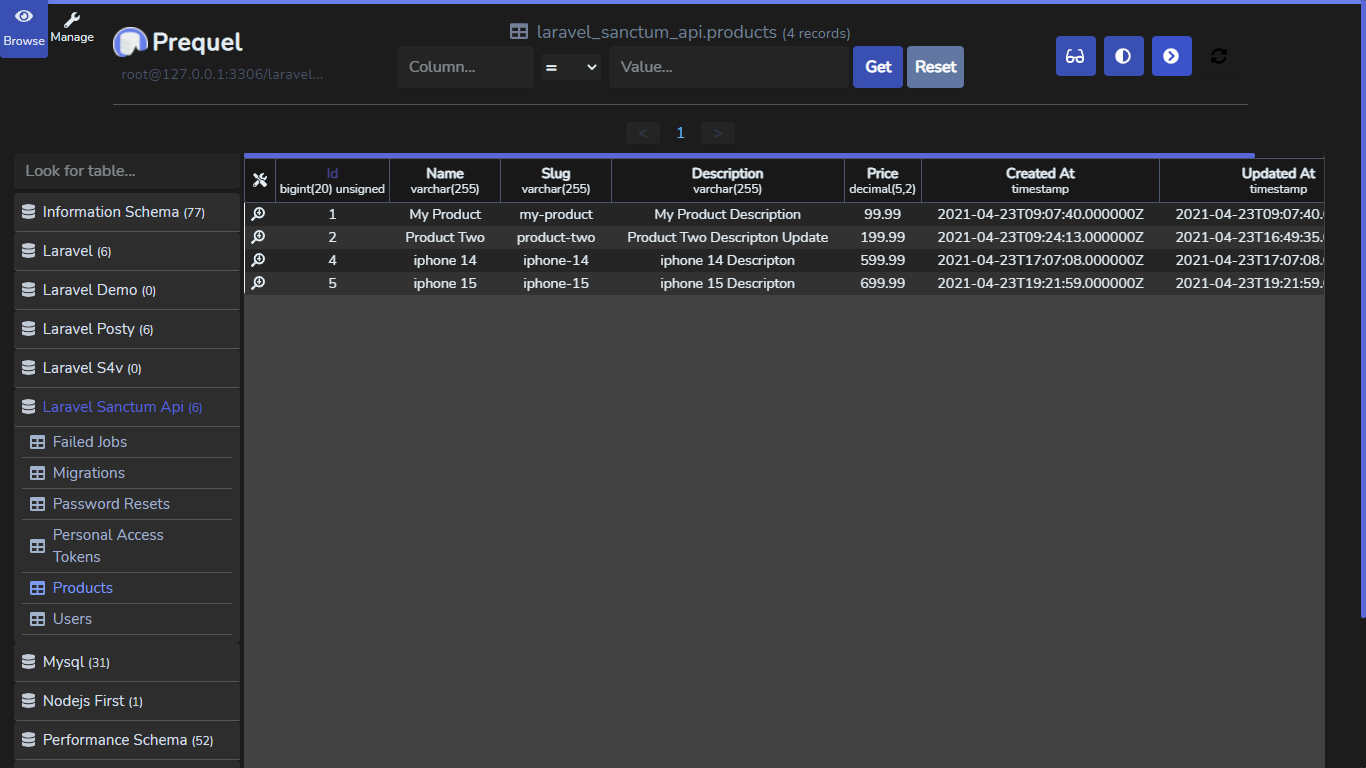 Browse
Manage
Prequel
root@127.0.0.1:3306/laravel...
laravel_sanctum_api.products (4 records)
Column... = Value... Get Reset
< 1 >
Look for table...
Information Schema (77)
Laravel (6)
Laravel Demo (0)
Laravel Posty (6)
Laravel S4v (0)
Laravel Sanctum Api (6)
Failed Jobs
Migrations
Password Resets
Personal Access
Tokens
Products
Users
Mysql (31)
Nodejs First (1)
Performance Schema (52)
Id Name Slug Description Price Created At Updated At
bigint(20) unsigned varchar(255) varchar(255) varchar(255) decimal(5,2) timestamp timestamp
1 My Product my-product My Product Description 99.99 2021-04-23T09:07:40.000000Z 2021-04-23T09:07:40.
2 Product Two product-two Product Two Descripton Update 199.99 2021-04-23T09:24:13.000000Z 2021-04-23T16:49:35.
4 iphone 14 iphone-14 iphone 14 Descripton 599.99 2021-04-23T17:07:08.000000Z 2021-04-23T17:07:08.
5 iphone 15 iphone-15 iphone 15 Descripton 699.99 2021-04-23T19:21:59.000000Z 2021-04-23T19:21:59.